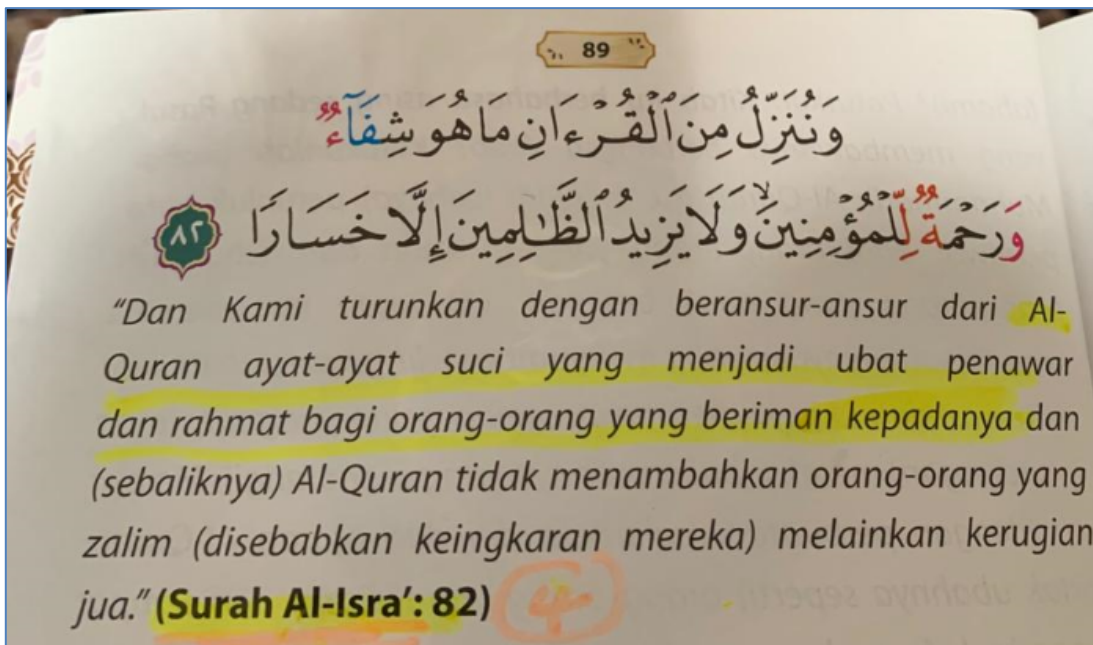 89
وَنُنَزِّلُ مِنَ ٱلْقُرْءَانِ مَا هُوَ شِفَآءٌ
وَرَحْمَةٌ لِّلْمُؤْمِنِينَ ۙ وَلَا يَزِيدُ ٱلظَّٰلِمِينَ إِلَّا خَسَارًا ٨٢
“Dan Kami turunkan dengan beransur-ansur dari Al-
Quran ayat-ayat suci yang menjadi ubat penawar
dan rahmat bagi orang-orang yang beriman kepadanya dan
(sebaliknya) Al-Quran tidak menambahkan orang-orang yang
zalim (disebabkan keingkaran mereka) melainkan kerugian
jua.” (Surah Al-Isra’: 82)